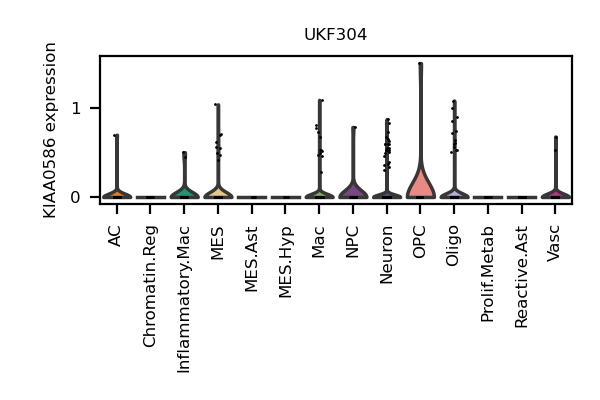 UKF304
KIAA0586 expression
1
0
AC
Chromatin.Reg
Inflammatory.Mac
MES
MES.Ast
MES.Hyp
Mac
NPC
Neuron
OPC
Oligo
Prolif.Metab
Reactive.Ast
Vasc